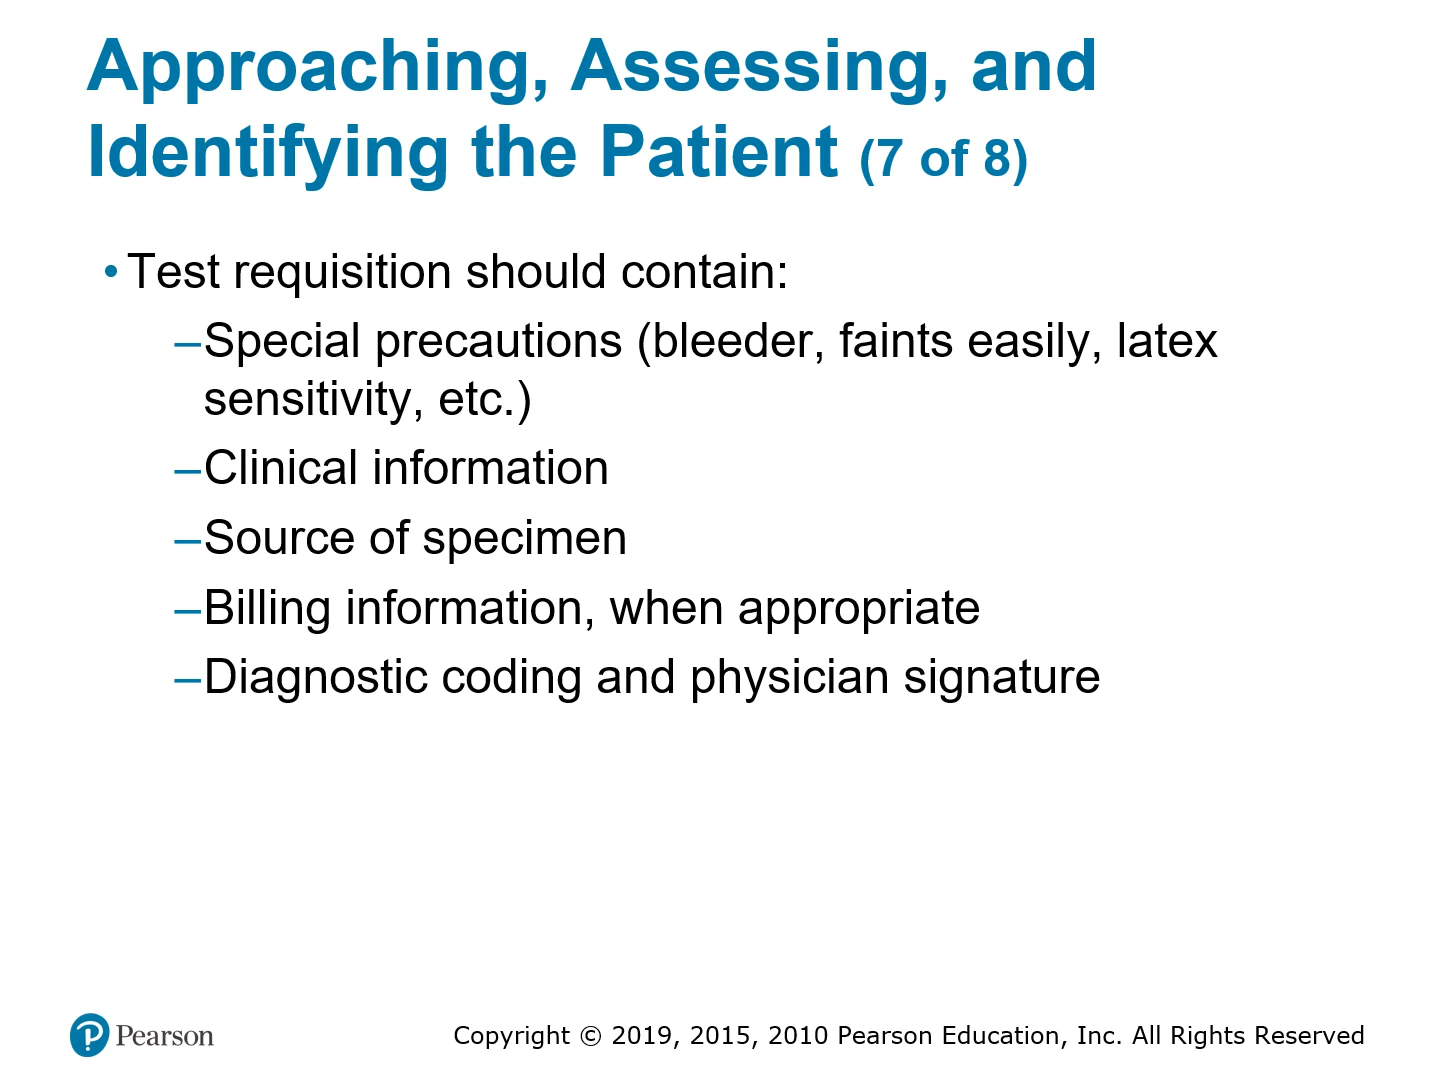 Approaching, Assessing, and
Identifying the Patient (7 of 8)
• Test requisition should contain:
–Special precautions (bleeder, faints easily, latex
sensitivity, etc.)
–Clinical information
–Source of specimen
–Billing information, when appropriate
–Diagnostic coding and physician signature
Pearson
Copyright © 2019, 2015, 2010 Pearson Education, Inc. All Rights Reserved